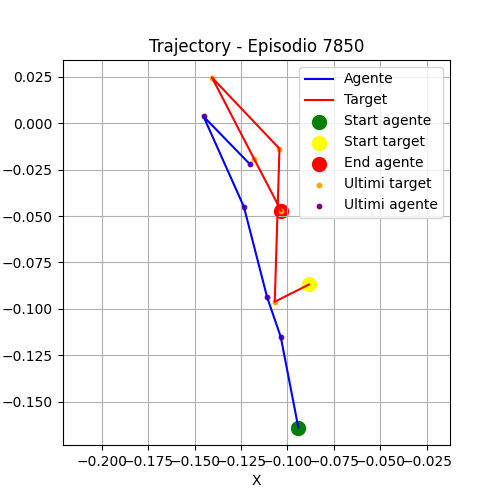 Trajectory - Episodio 7850
Agente
Target
Start agente
Start target
End agente
Ultimi target
Ultimi agente
0.025
0.000
−0.025
−0.050
−0.075
−0.100
−0.125
−0.150
−0.200 −0.175 −0.150 −0.125 −0.100 −0.075 −0.050 −0.025
X